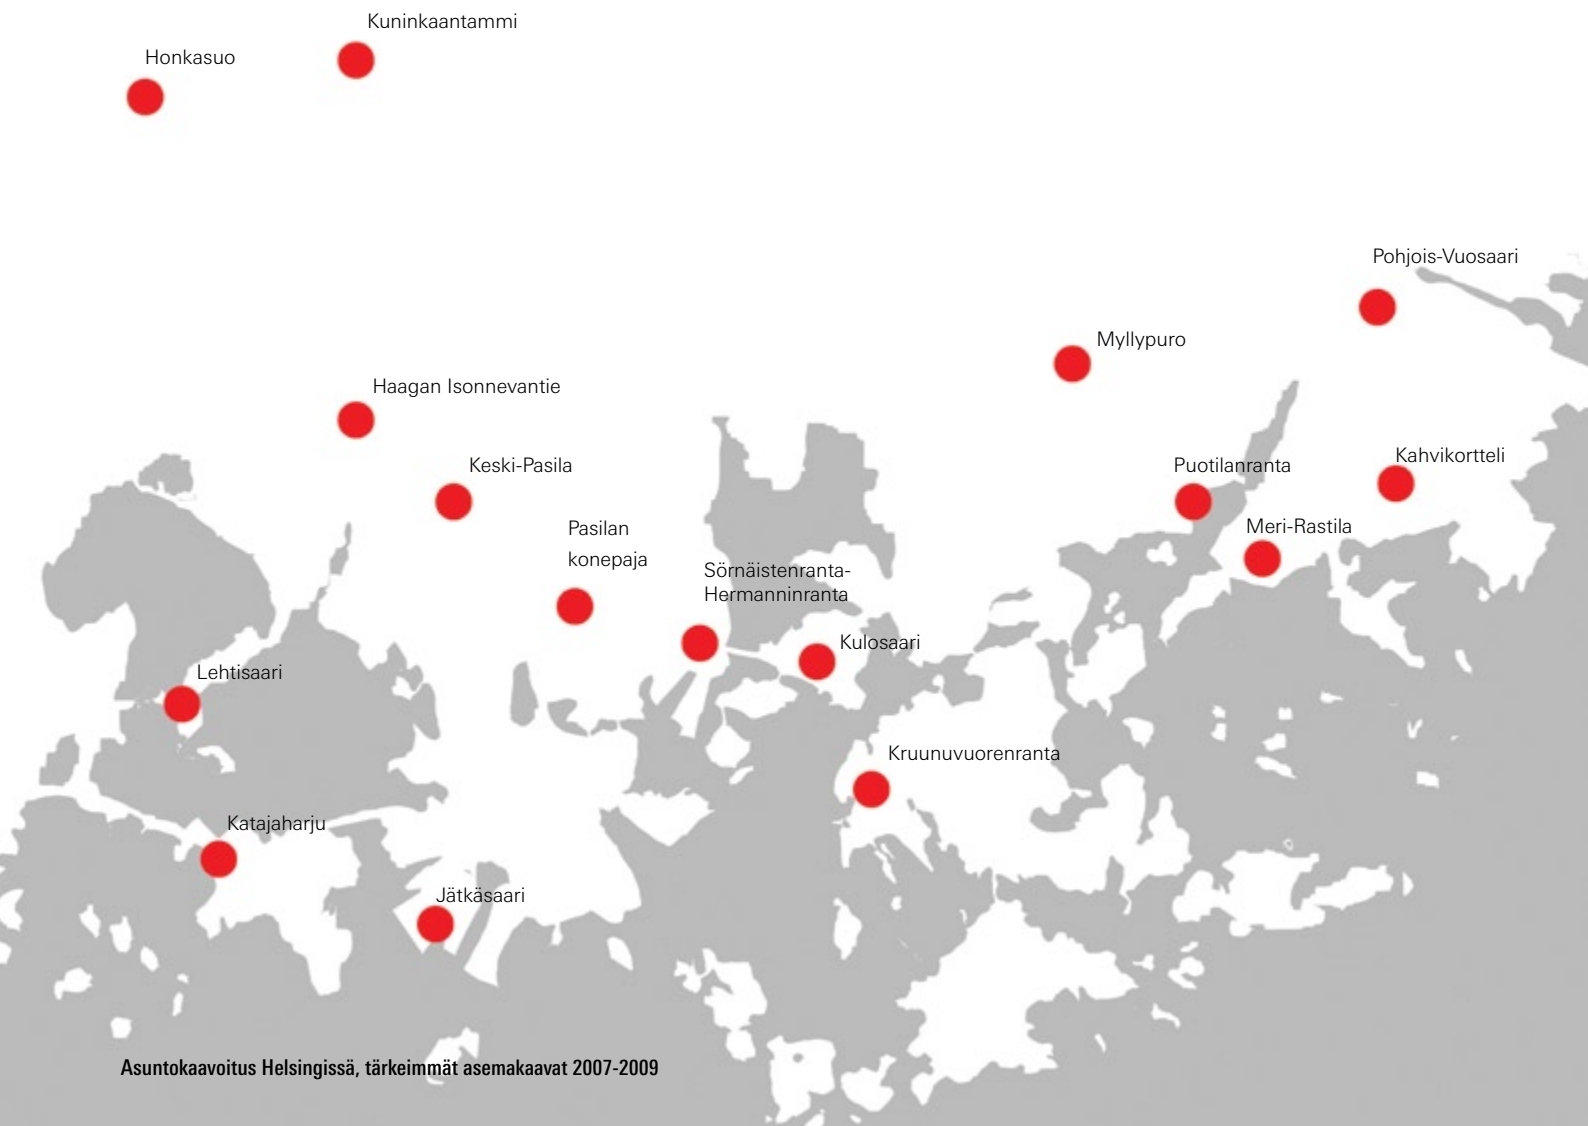 Kuninkaantammi
Honkasuo
Pohjois-Vuosaari
Myllypuro
Haagan Isonnevantie
Kahvikortteli
Keski-Pasila
Puotilanranta
Pasilan
konepaja
Meri-Rastila
Sörnäistenranta-
Hermanninranta
Kulosaari
Lehtisaari
Kruunuvuorenranta
Katajaharju
Jätkäsaari
Asuntokaavoitus Helsingissä, tärkeimmät asemakaavat 2007-2009